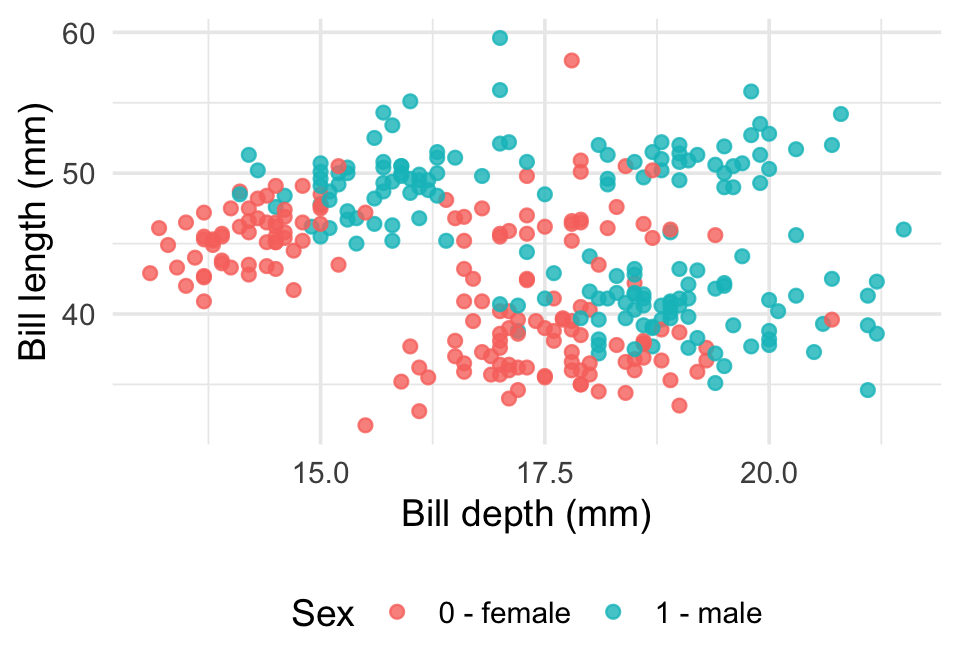 60
50
40
Bill length (mm)
15.0 17.5 20.0
Bill depth (mm)
Sex 0 - female 1 - male